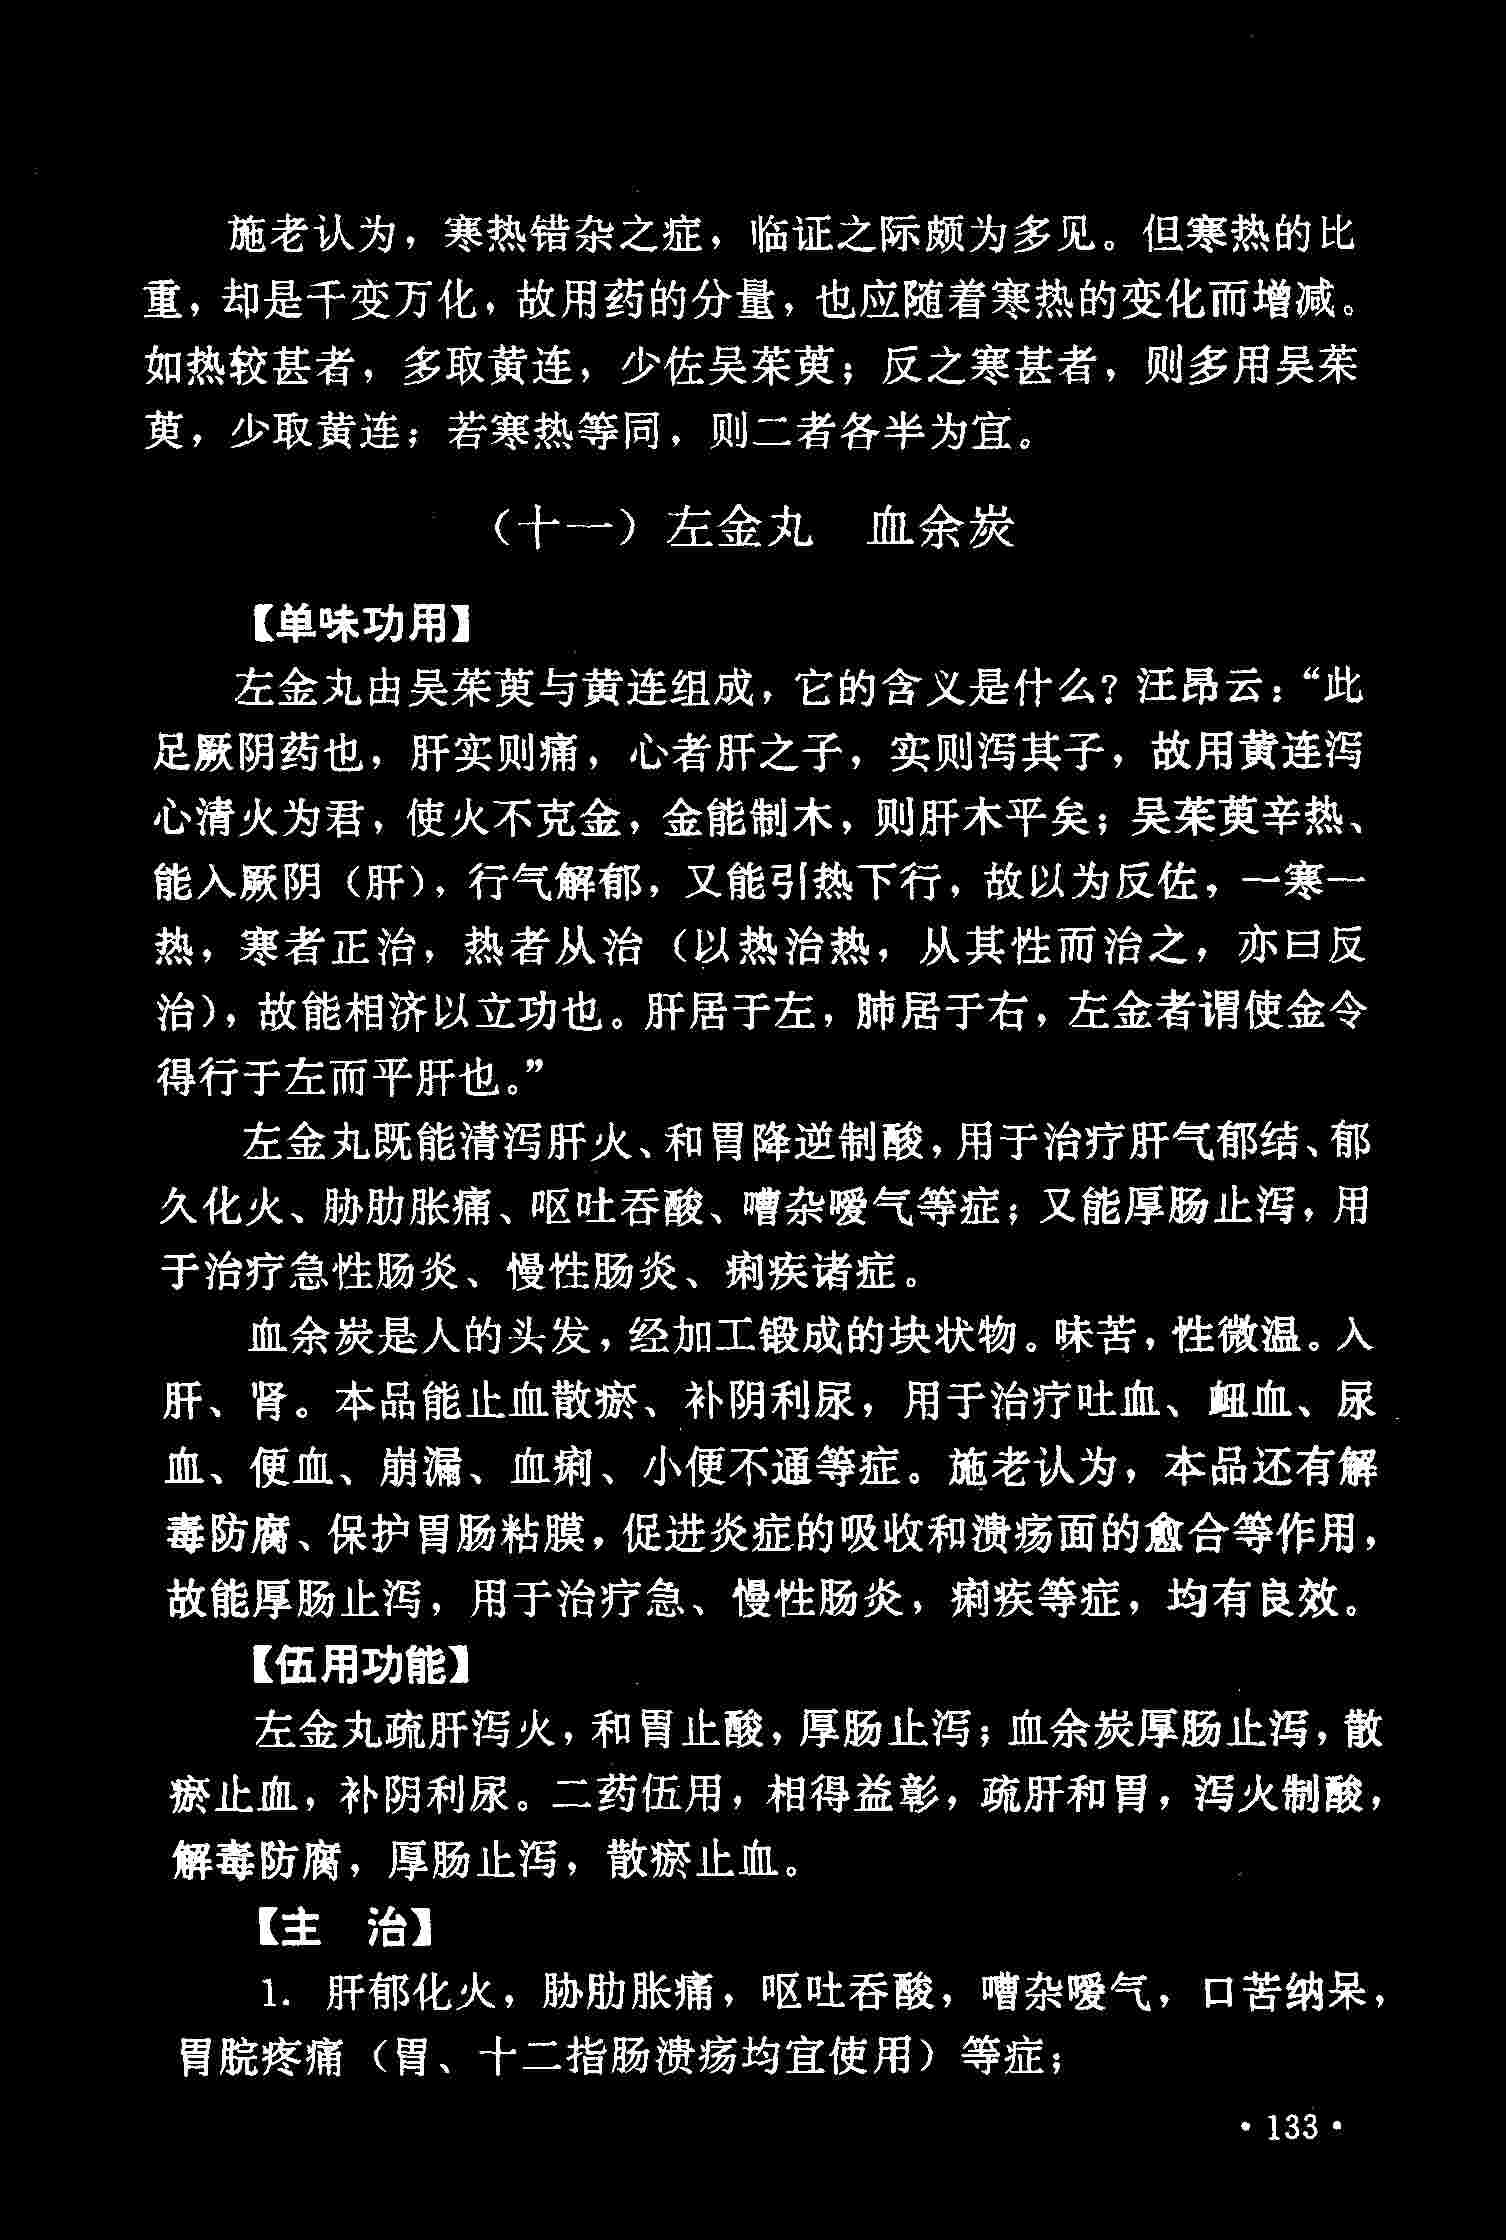 施老认为，寒热错杂之症，临证之际颇为多见。但寒热的比
重，却是千变万化，故用药的分量，也应随着寒热的变化而增减。
如热较甚者，多取黄连，少佐吴茱萸；反之寒甚者，则多用吴茱
萸，少取黄连；若寒热等同，则二者各半为宜。
（十一）左金丸　血余炭
【单味功用】
左金丸由吴茱萸与黄连组成，它的含义是什么？汪昂云：“此
足厥阴药也，肝实则痛，心者肝之子，实则泻其子，故用黄连泻
心清火为君，使火不克金，金能制木，则肝木平矣；吴茱萸辛热、
能入厥阴（肝），行气解郁，又能引热下行，故以为反佐，一寒一
热，寒者正治，热者从治（以热治热，从其性而治之，亦曰反
治），故能相济以立功也。肝居于左，肺居于右，左金者谓使金令
得行于左而平肝也。”
左金丸既能清泻肝火、和胃降逆制酸，用于治疗肝气郁结、郁
久化火、胁肋胀痛、呕吐吞酸、嘈杂嗳气等症；又能厚肠止泻，用
于治疗急性肠炎、慢性肠炎、痢疾诸症。
血余炭是人的头发，经加工锻成的块状物。味苦，性微温。入
肝、肾。本品能止血散瘀、补阴利尿，用于治疗吐血、衄血、尿
血、便血、崩漏、血痢、小便不通等症。施老认为，本品还有解
毒防腐、保护胃肠粘膜，促进炎症的吸收和溃疡面的愈合等作用，
故能厚肠止泻，用于治疗急、慢性肠炎，痢疾等症，均有良效。
【伍用功能】
左金丸疏肝泻火，和胃止酸，厚肠止泻；血余炭厚肠止泻，散
瘀止血，补阴利尿。二药伍用，相得益彰，疏肝和胃，泻火制酸，
解毒防腐，厚肠止泻，散瘀止血。
【主　治】
1. 肝郁化火，胁肋胀痛，呕吐吞酸，嘈杂嗳气，口苦纳呆，
胃脘疼痛（胃、十二指肠溃疡均宜使用）等症；
·133·